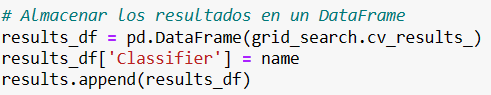 # Almacenar los resultados en un DataFrame
results_df = pd.DataFrame(grid_search.cv_results_)
results_df['Classifier'] = name
results.append(results_df)